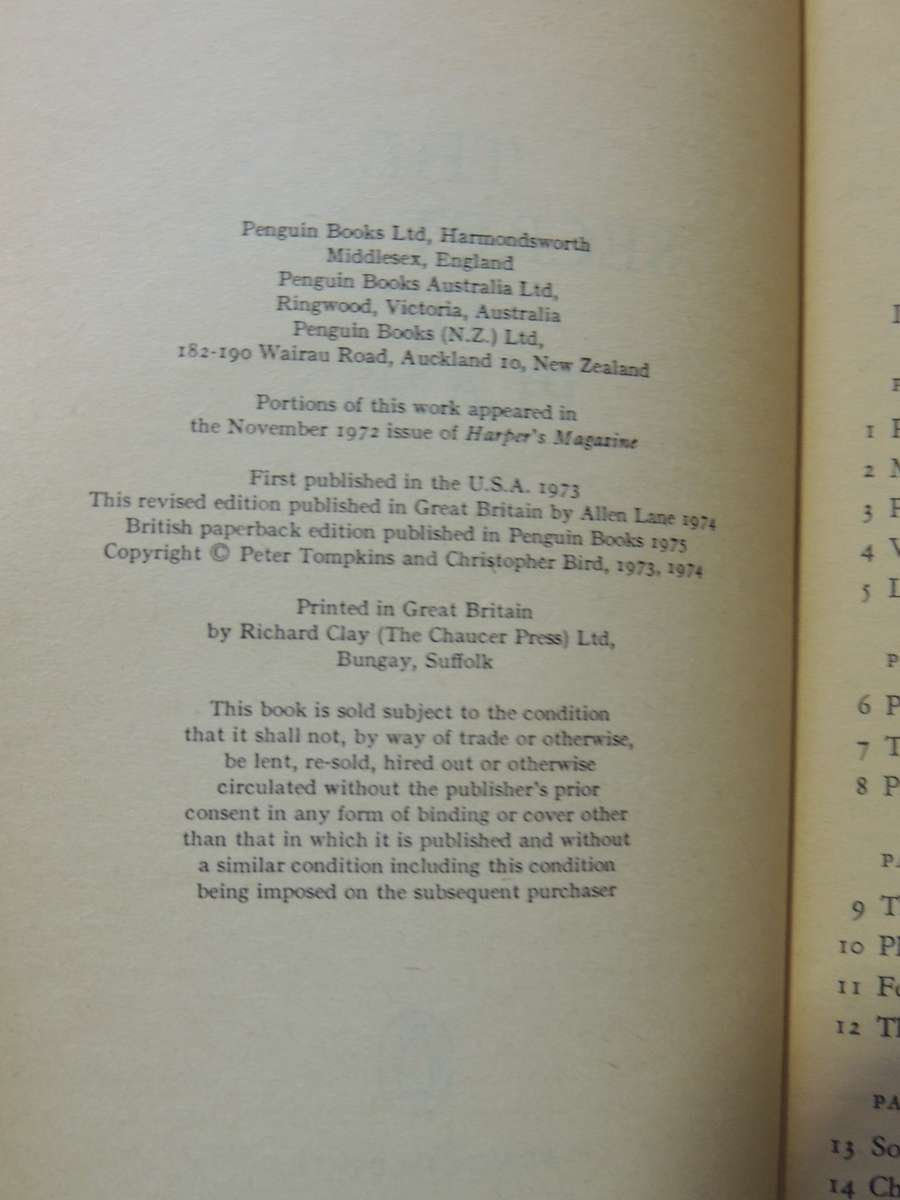 Penguin Books Ltd, Harmondsworth
Middlesex, England
Penguin Books Australia Ltd,
Ringwood, Victoria, Australia
Penguin Books (N.Z.) Ltd,
182-190 Wairau Road, Auckland 10, New Zealand
Portions of this work appeared in
the November 1972 issue of Harper's Magazine
First published in the U.S.A. 1973
This revised edition published in Great Britain by Allen Lane 1974
British paperback edition published in Penguin Books 1975
Copyright © Peter Tompkins and Christopher Bird, 1973, 1974
Printed in Great Britain
by Richard Clay (The Chaucer Press) Ltd,
Bungay, Suffolk
This book is sold subject to the condition
that it shall not, by way of trade or otherwise,
be lent, re-sold, hired out or otherwise
circulated without the publisher's prior
consent in any form of binding or cover other
than that in which it is published and without
a similar condition including this condition
being imposed on the subsequent purchaser
1
2
3
4
5
6 P
7 T
8 P
PA
9 T
10 Pl
11 Fo
12 Th
PA
13 So
14 Ch